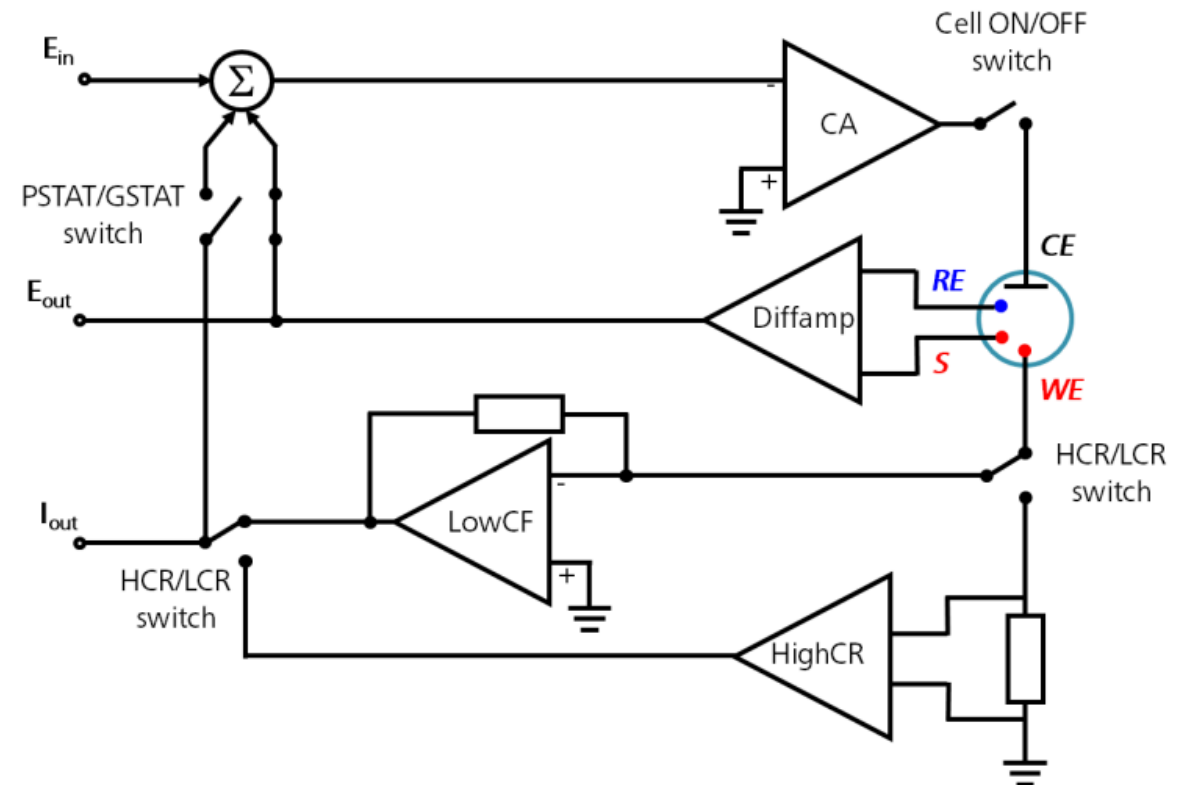 Cell ON/OFF
switch
Ein
Σ
-
CA
+
PSTAT/GSTAT
switch
CE
RE
Eout
Diffamp
S
WE
HCR/LCR
switch
-
LowCF
+
Iout
HCR/LCR
switch
HighCR